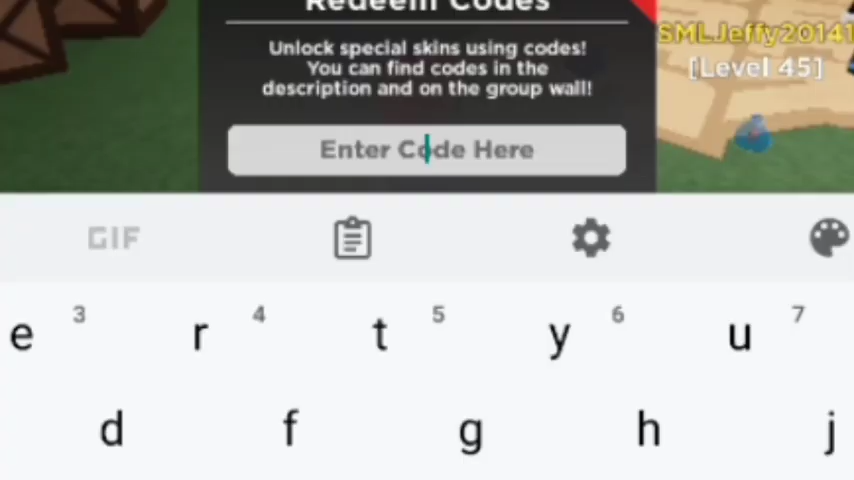 Redeem Codes
Unlock special skins using codes!
You can find codes in the
description and on the group wall!
Enter Code Here
SMLJeffy20141
[Level 45]
GIF
3 4 5 6 7
e r t y u
d f g h j